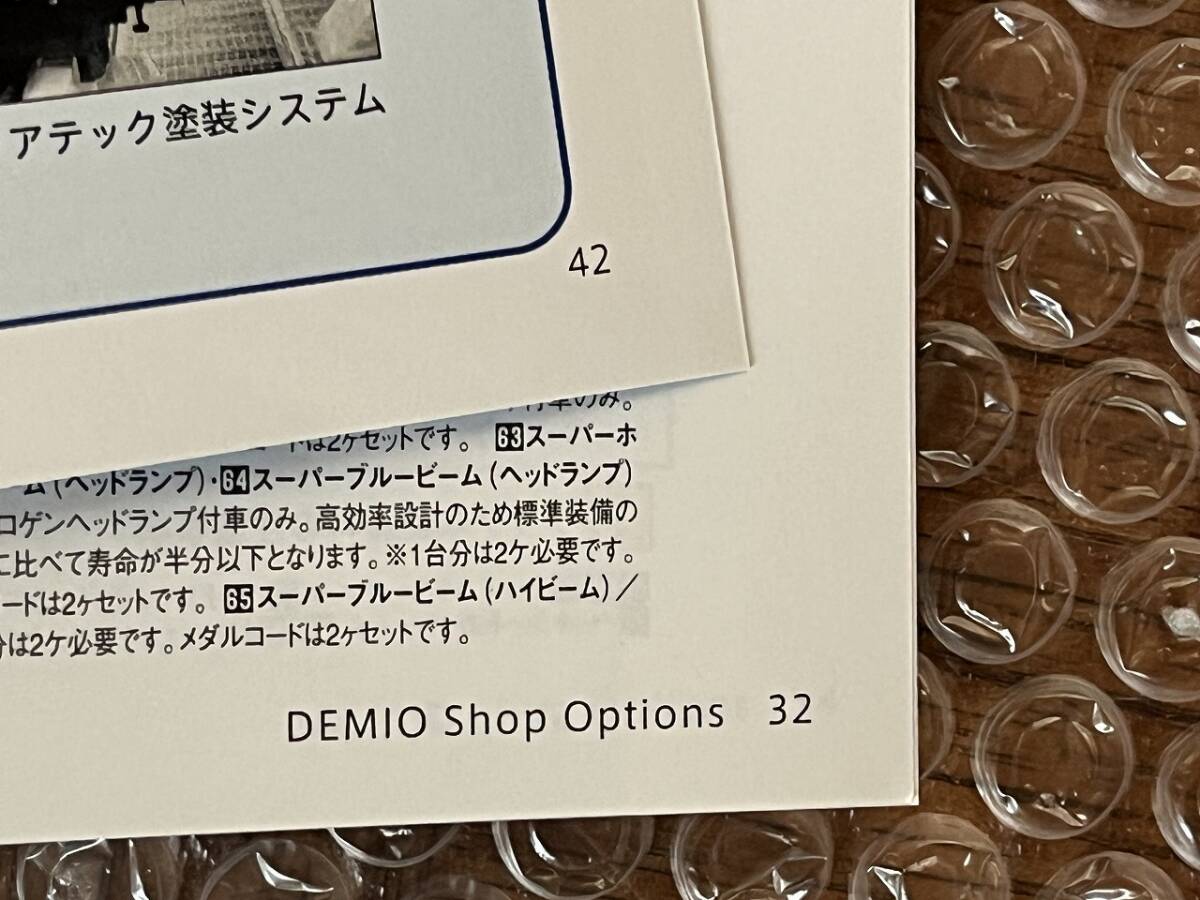 アテック塗装システム
42
付車のみ。
ードは2ヶセットです。 63スーパーホ
ーム(ヘッドランプ)・64スーパーブルービーム(ヘッドランプ)
ロゲンヘッドランプ付車のみ。高効率設計のため標準装備の
に比べて寿命が半分以下となります。※1台分は2ケ必要です。
ードは2ヶセットです。 65スーパーブルービーム(ハイビーム)/
分は2ケ必要です。メダルコードは2ヶセットです。
DEMIO Shop Options 32